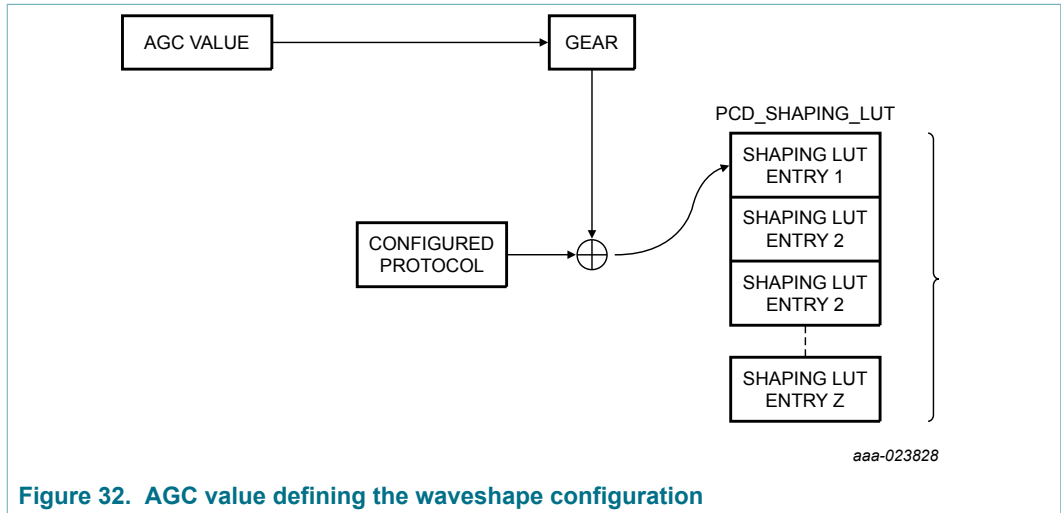 AGC VALUE
GEAR
PCD_SHAPING_LUT
SHAPING LUT
ENTRY 1
SHAPING LUT
ENTRY 2
CONFIGURED
PROTOCOL
SHAPING LUT
ENTRY 2
SHAPING LUT
ENTRY Z
aaa-023828
Figure 32. AGC value defining the waveshape configuration